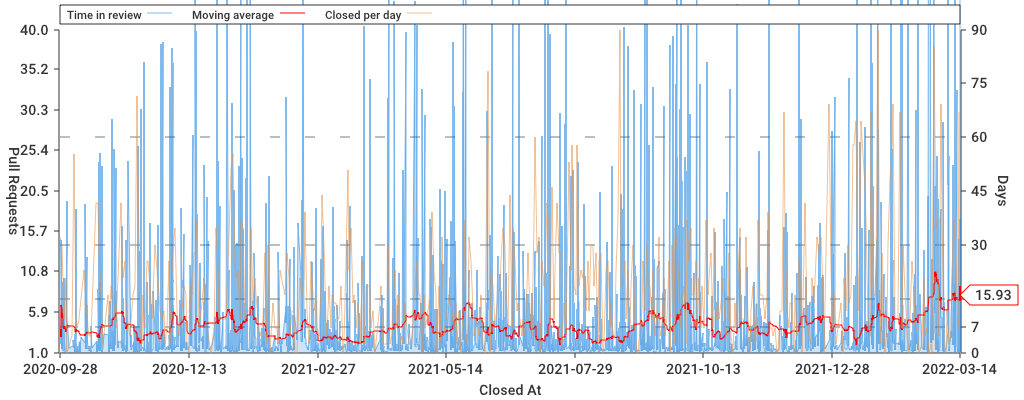 Time in review Moving average Closed per day
40.0 90
35.2 75
30.3 60
25.4 45
20.5
15.7 30
10.8 15.93
5.9 7
1.0 0
Pull Requests
Days
2020-09-28 2020-12-13 2021-02-27 2021-05-14 2021-07-29 2021-10-13 2021-12-28 2022-03-14
Closed At